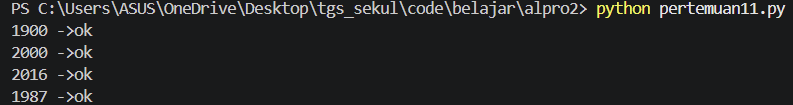 PS C:\Users\ASUS\OneDrive\Desktop\tgs_sekul\code\belajar\alpro2> python pertemuan11.py
1900 ->ok
2000 ->ok
2016 ->ok
1987 ->ok